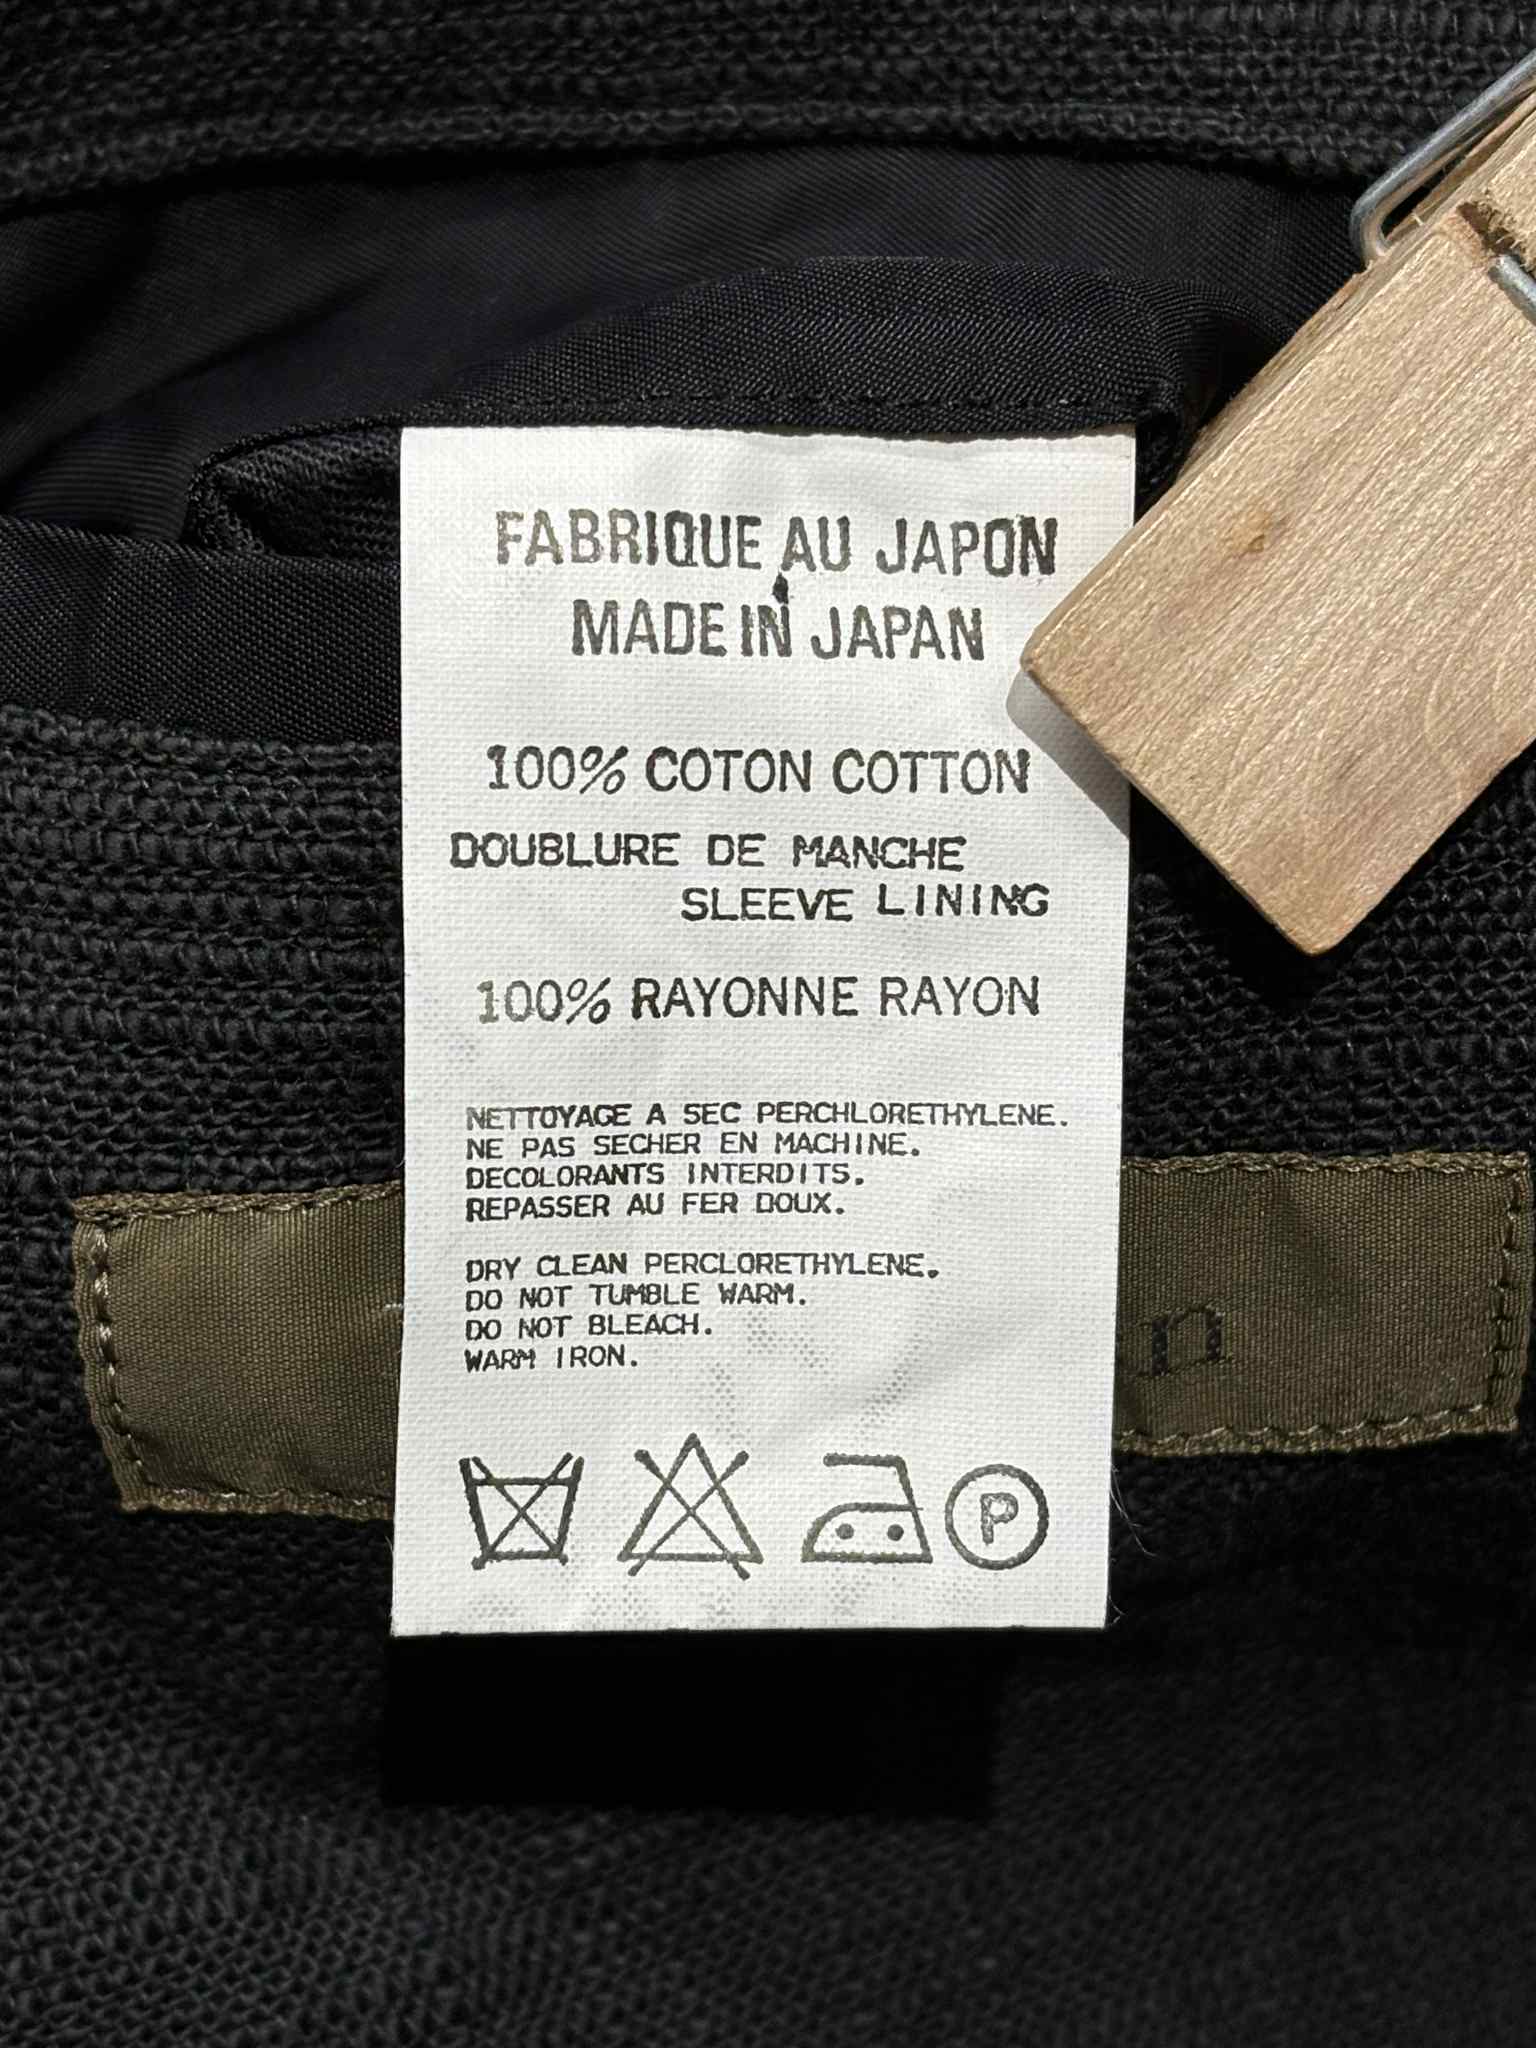 FABRIQUE AU JAPON
MADE IN JAPAN
100% COTON COTTON
DOUBLURE DE MANCHE
SLEEVE LINING
100% RAYONNE RAYON
NETTOYAGE A SEC PERCHLORETHYLENE.
NE PAS SECHER EN MACHINE.
DECOLORANTS INTERDITS.
REPASSER AU FER DOUX.
DRY CLEAN PERCLORETHYLENE.
DO NOT TUMBLE WARM.
DO NOT BLEACH.
WARM IRON.
P
n